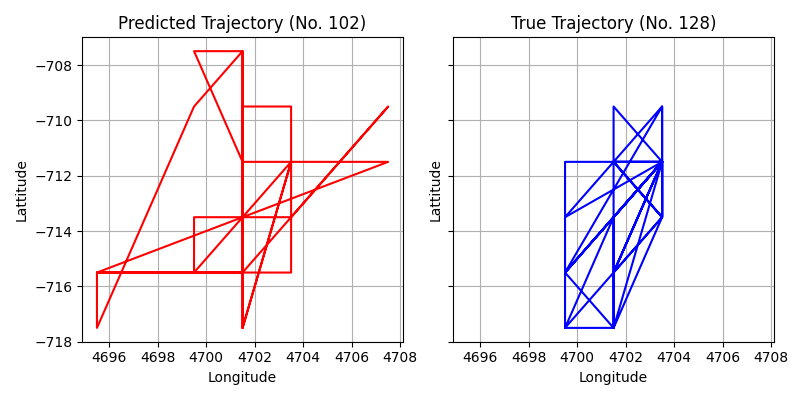 Predicted Trajectory (No. 102)
True Trajectory (No. 128)
−708
−710
−712
−714
−716
−718
Lattitude
Lattitude
4696 4698 4700 4702 4704 4706 4708
4696 4698 4700 4702 4704 4706 4708
Longitude
Longitude